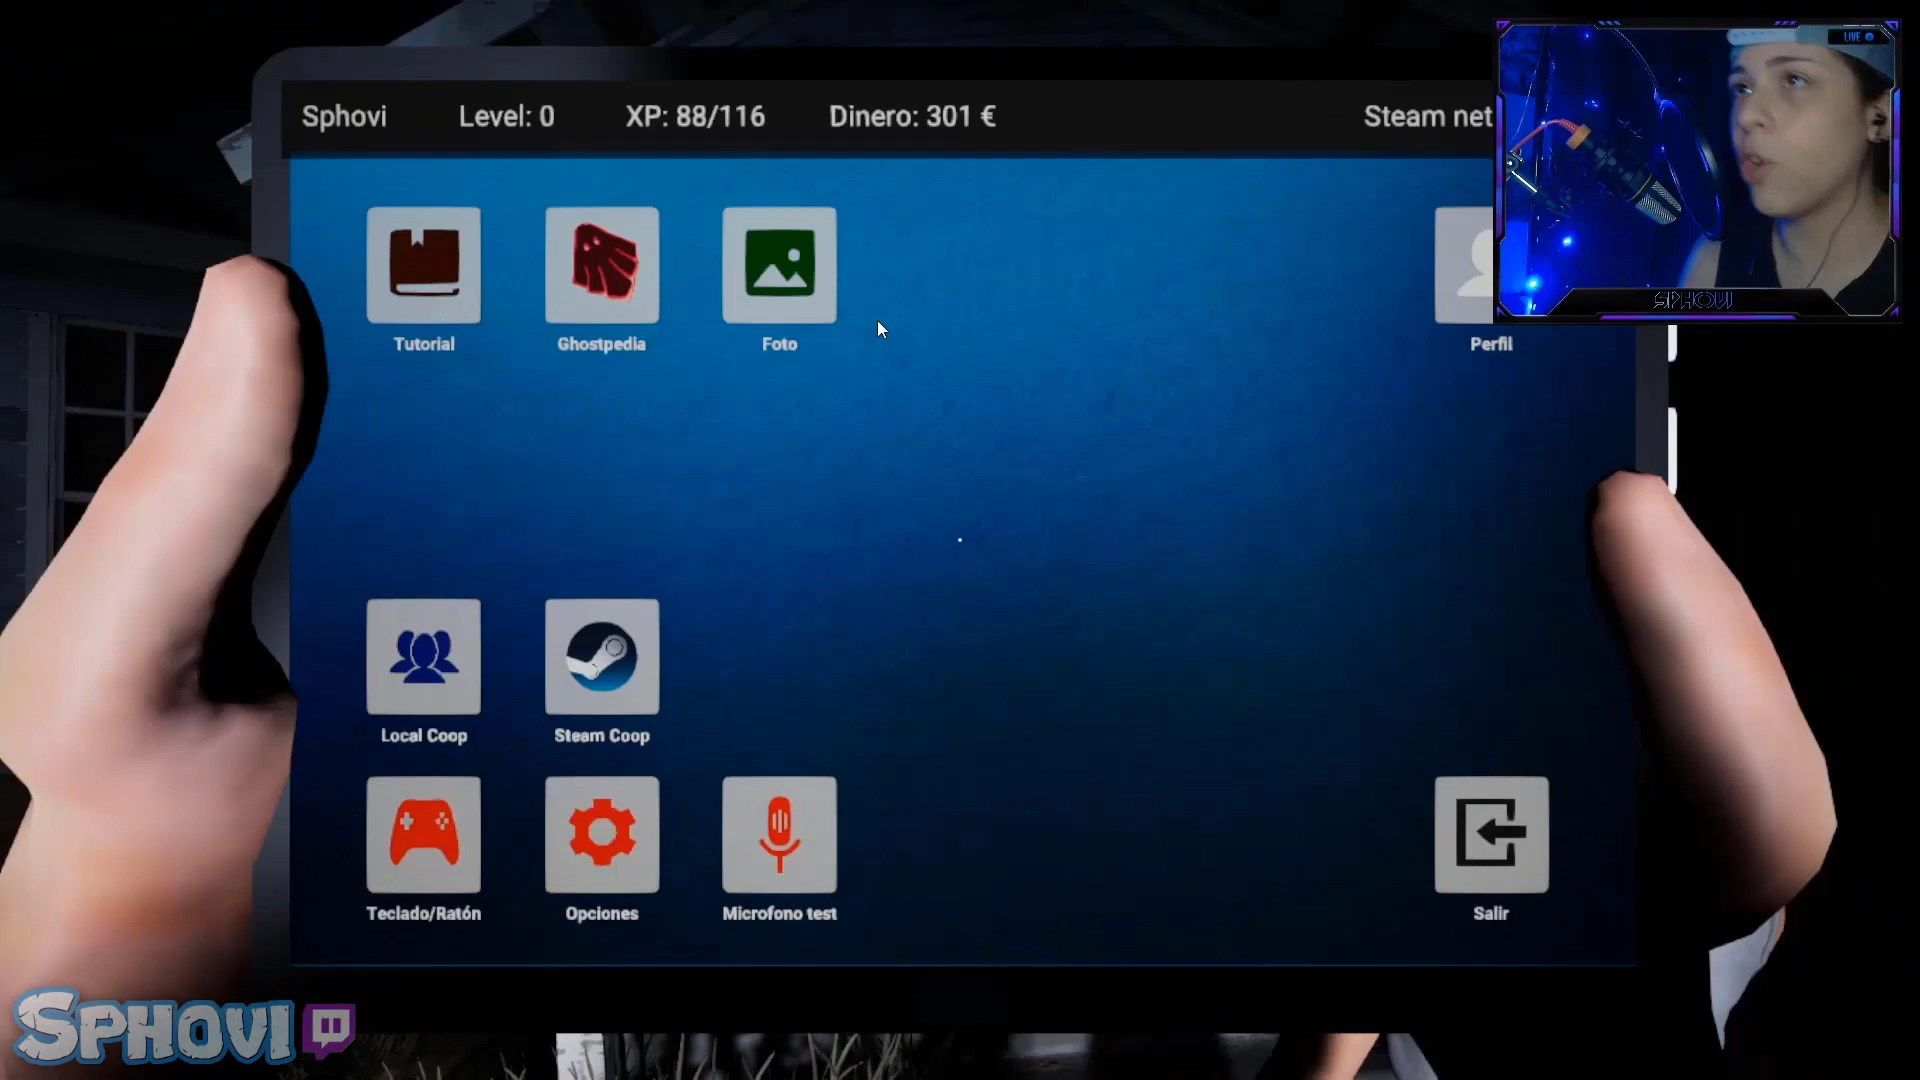 Sphovi Level: 0 XP: 88/116 Dinero: 301 € Steam net
LIVE
SPHOVI
Tutorial Ghostpedia Foto Perfil
Local Coop Steam Coop
Teclado/Ratón Opciones Microfono test Salir
SPHOVI